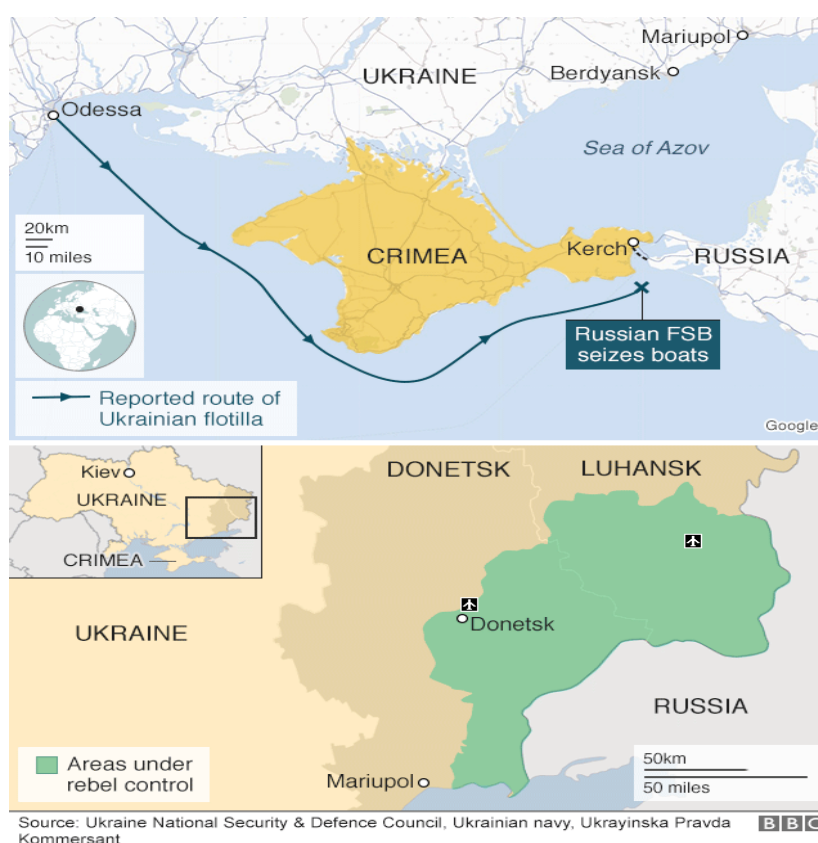 Mariupol
UKRAINE
Berdyansk
Odessa
Sea of Azov
20km
10 miles
CRIMEA
Kerch
RUSSIA
Russian FSB
seizes boats
Reported route of
Ukrainian flotilla
Google
Kiev
UKRAINE
CRIMEA
DONETSK
LUHANSK
Donetsk
UKRAINE
RUSSIA
Areas under
rebel control
Mariupol
50km
50 miles
Source: Ukraine National Security & Defence Council, Ukrainian navy, Ukrayinska Pravda
Kommersant
BBC